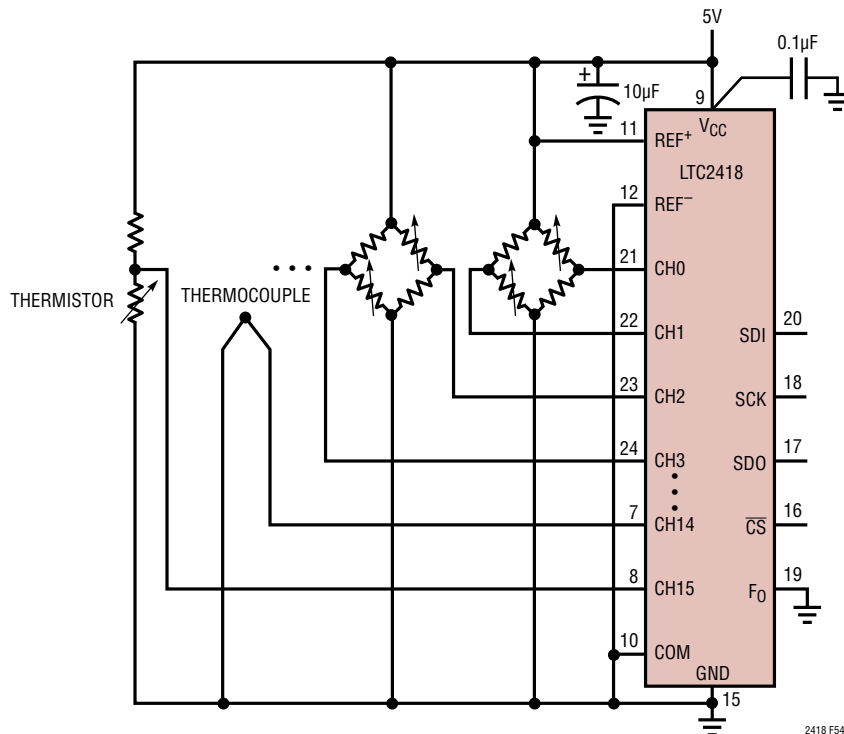 5V
0.1µF
+
10µF
9
VCC
11
REF+
LTC2418
12
REF−
21
CH0
THERMISTOR
THERMOCOUPLE
22
CH1
20
SDI
23
CH2
18
SCK
24
CH3
17
SDO
7
CH14
16
CS
8
CH15
19
FO
10
COM
GND
15
2418 F54